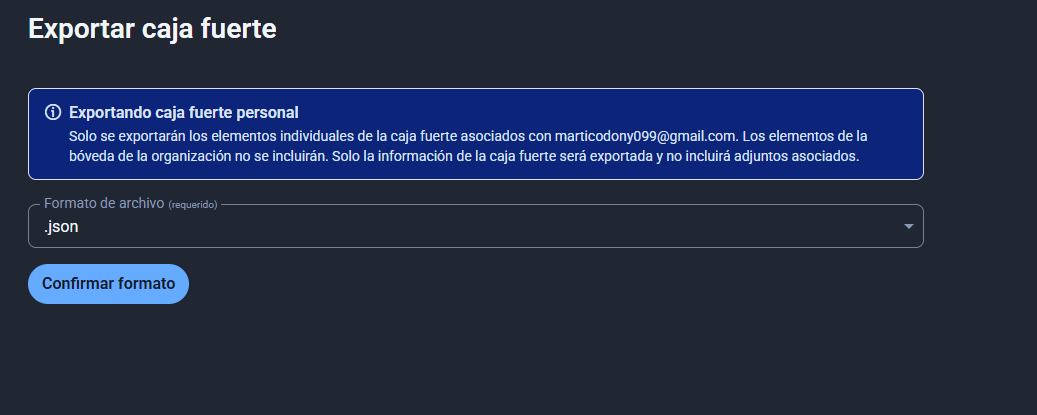 Exportar caja fuerte
Exportando caja fuerte personal
Solo se exportarán los elementos individuales de la caja fuerte asociados con marticodony099@gmail.com. Los elementos de la
bóveda de la organización no se incluirán. Solo la información de la caja fuerte será exportada y no incluirá adjuntos asociados.
Formato de archivo (requerido)
.json
Confirmar formato